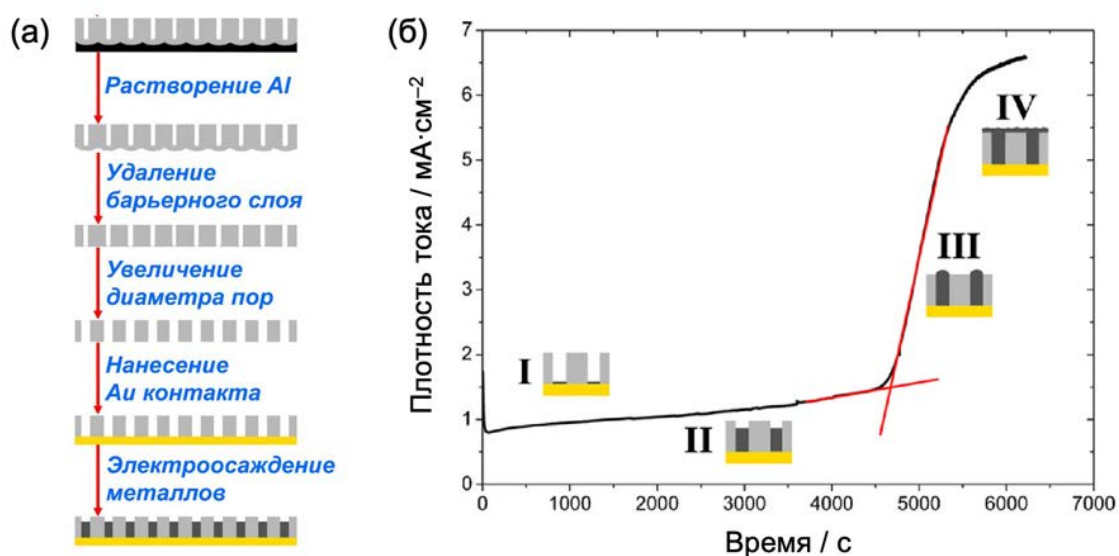 (а)
Растворение Al
Удаление
барьерного слоя
Увеличение
диаметра пор
Нанесение
Au контакта
Электроосаждение
металлов
(б)
Плотность тока / мА·см⁻²
7
6
5
4
3
2
1
0
I
II
III
IV
0
1000
2000
3000
4000
5000
6000
7000
Время / с